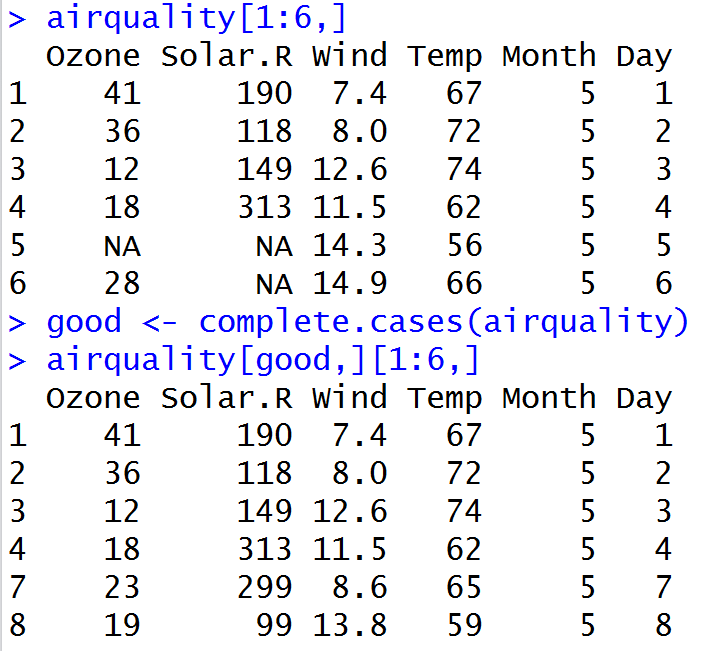 > airquality[1:6,]
  Ozone Solar.R Wind Temp Month Day
1    41     190  7.4   67     5   1
2    36     118  8.0   72     5   2
3    12     149 12.6   74     5   3
4    18     313 11.5   62     5   4
5    NA      NA 14.3   56     5   5
6    28      NA 14.9   66     5   6
> good <- complete.cases(airquality)
> airquality[good,][1:6,]
  Ozone Solar.R Wind Temp Month Day
1    41     190  7.4   67     5   1
2    36     118  8.0   72     5   2
3    12     149 12.6   74     5   3
4    18     313 11.5   62     5   4
7    23     299  8.6   65     5   7
8    19      99 13.8   59     5   8